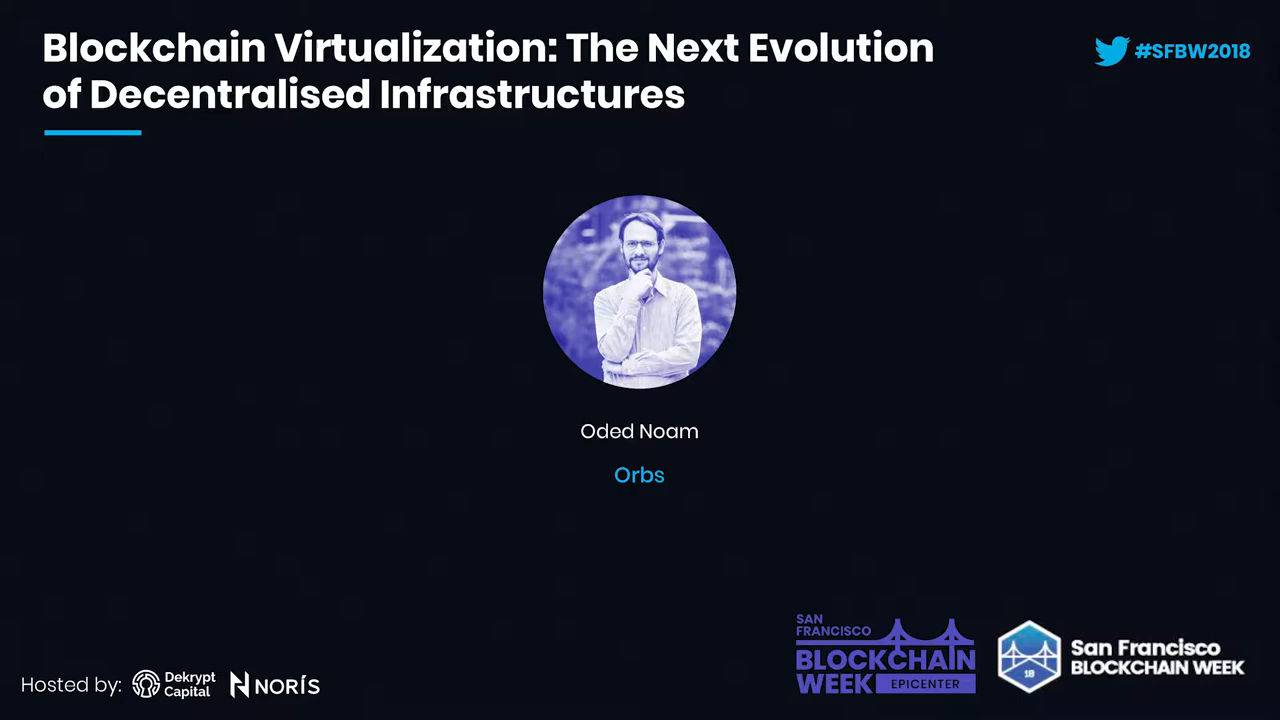 Blockchain Virtualization: The Next Evolution
of Decentralised Infrastructures
#SFBW2018
Oded Noam
Orbs
Hosted by:
Dekrypt
Capital
NORÍS
SAN
FRANCISCO
BLOCKCHAIN
WEEK
EPICENTER
San Francisco
BLOCKCHAIN WEEK